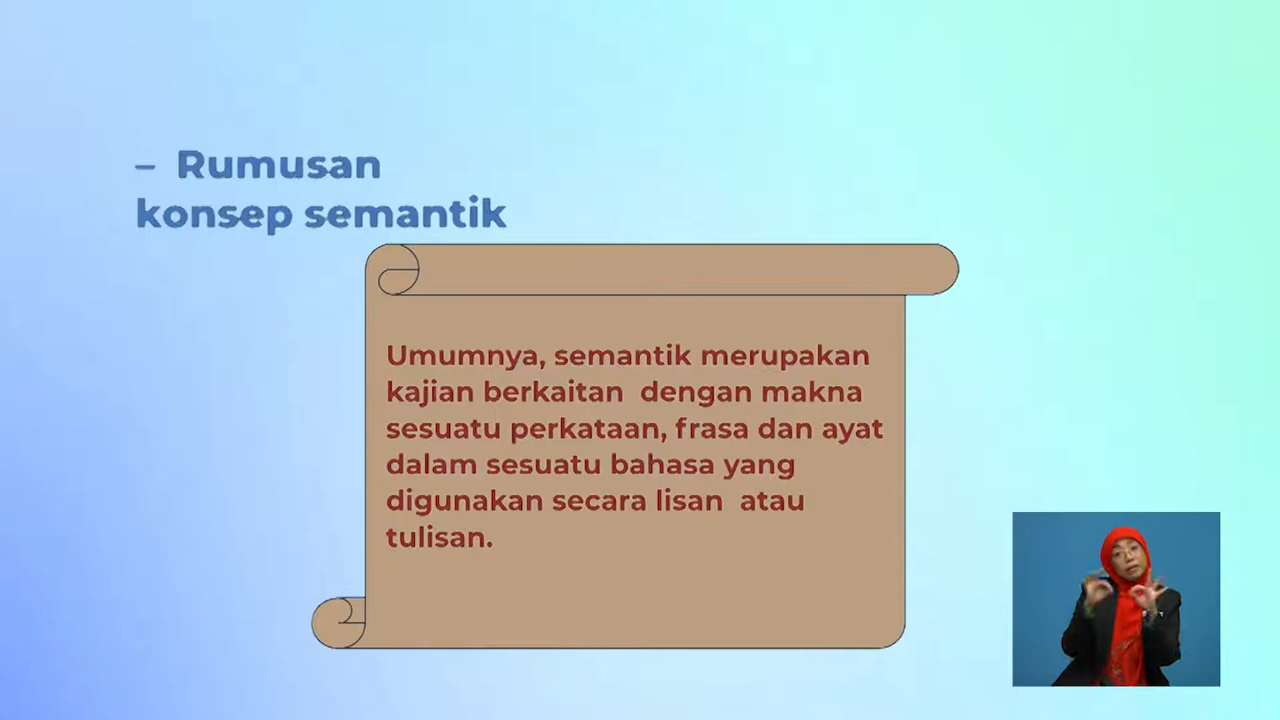 – Rumusan
konsep semantik
Umumnya, semantik merupakan
kajian berkaitan dengan makna
sesuatu perkataan, frasa dan ayat
dalam sesuatu bahasa yang
digunakan secara lisan atau
tulisan.